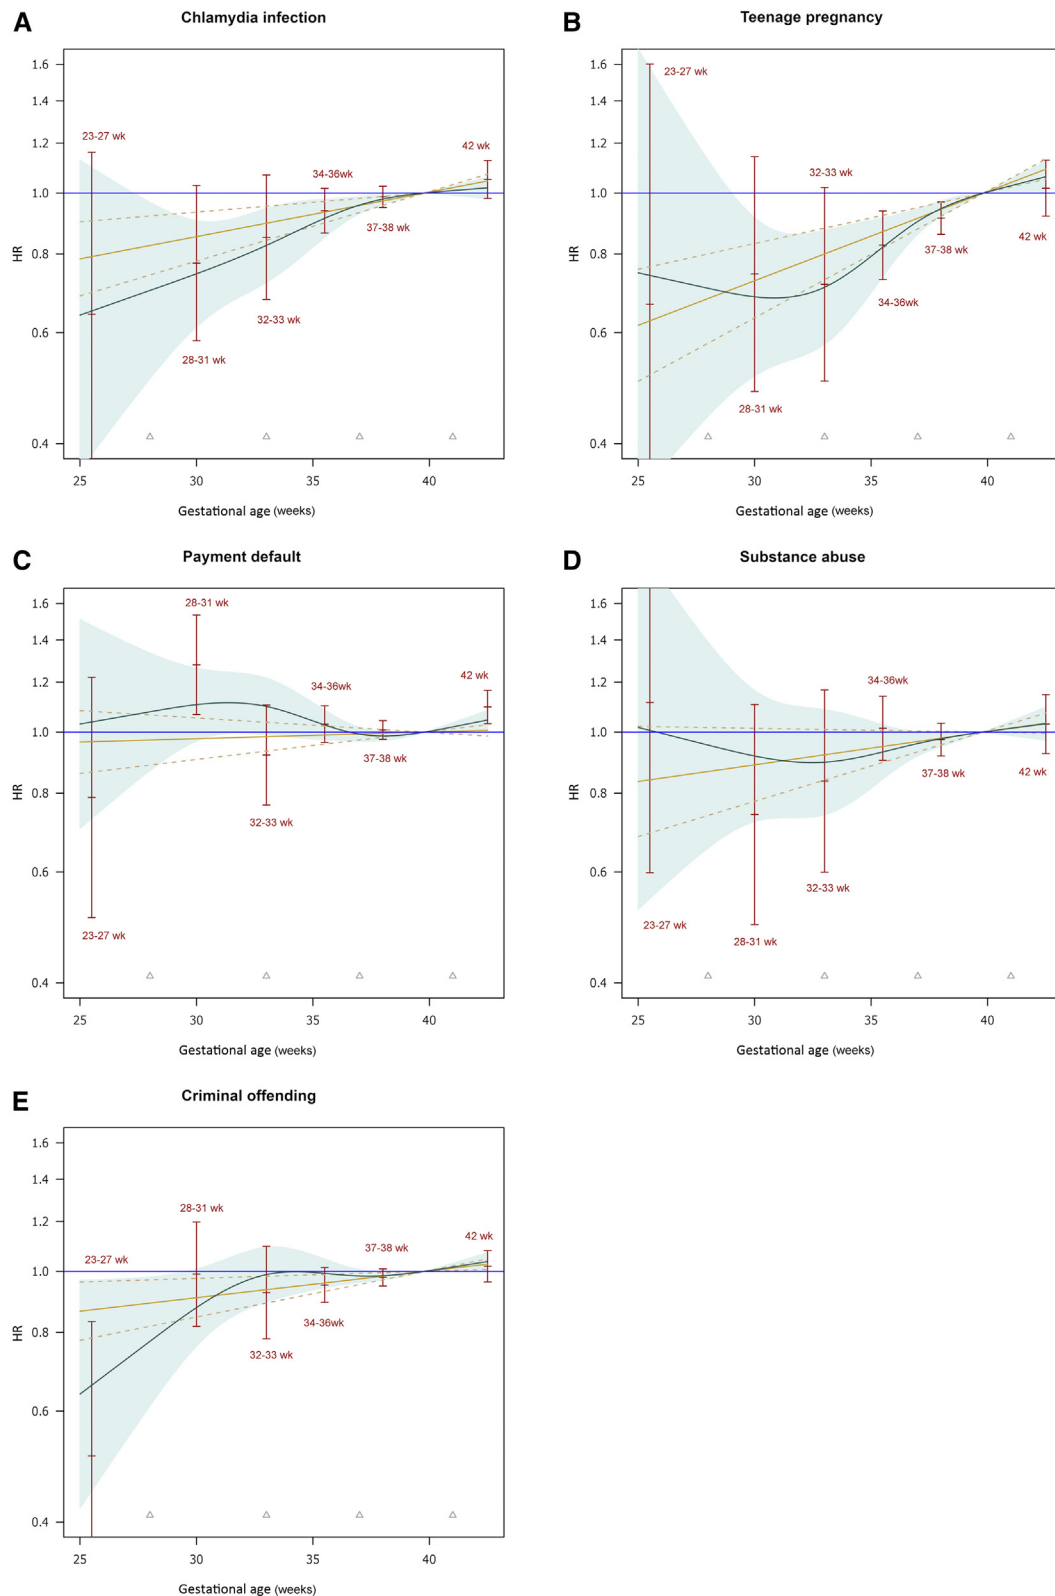 A
Chlamydia infection
HR
1.6
1.4
1.2
1.0
0.8
0.6
0.4
23-27 wk
28-31 wk
32-33 wk
34-36wk
37-38 wk
42 wk
25 30 35 40
Gestational age (weeks)
B
Teenage pregnancy
HR
1.6
1.4
1.2
1.0
0.8
0.6
0.4
23-27 wk
28-31 wk
32-33 wk
34-36wk
37-38 wk
42 wk
25 30 35 40
Gestational age (weeks)
C
Payment default
HR
1.6
1.4
1.2
1.0
0.8
0.6
0.4
23-27 wk
28-31 wk
32-33 wk
34-36wk
37-38 wk
42 wk
25 30 35 40
Gestational age (weeks)
D
Substance abuse
HR
1.6
1.4
1.2
1.0
0.8
0.6
0.4
23-27 wk
28-31 wk
32-33 wk
34-36wk
37-38 wk
42 wk
25 30 35 40
Gestational age (weeks)
E
Criminal offending
HR
1.6
1.4
1.2
1.0
0.8
0.6
0.4
23-27 wk
28-31 wk
32-33 wk
34-36wk
37-38 wk
42 wk
25 30 35 40
Gestational age (weeks)